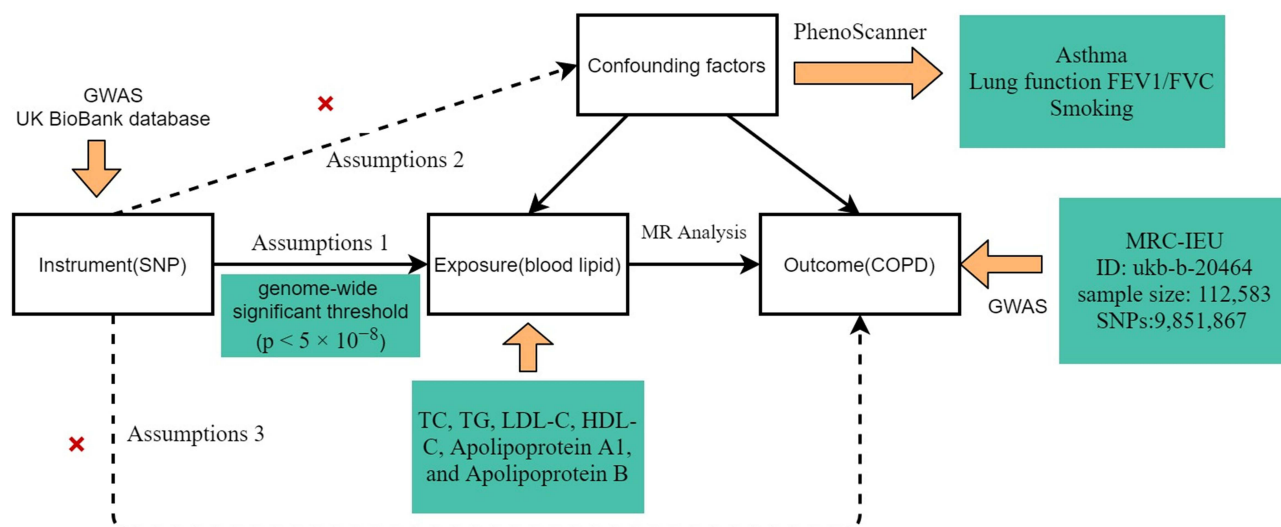 PhenoScanner
Confounding factors
Asthma
Lung function FEV1/FVC
Smoking
GWAS
UK BioBank database
Assumptions 2
Instrument(SNP)
Assumptions 1
genome-wide
significant threshold
(p < 5 × 10⁻⁸)
Exposure(blood lipid)
MR Analysis
Outcome(COPD)
GWAS
MRC-IEU
ID: ukb-b-20464
sample size: 112,583
SNPs:9,851,867
Assumptions 3
TC, TG, LDL-C, HDL-
C, Apolipoprotein A1,
and Apolipoprotein B